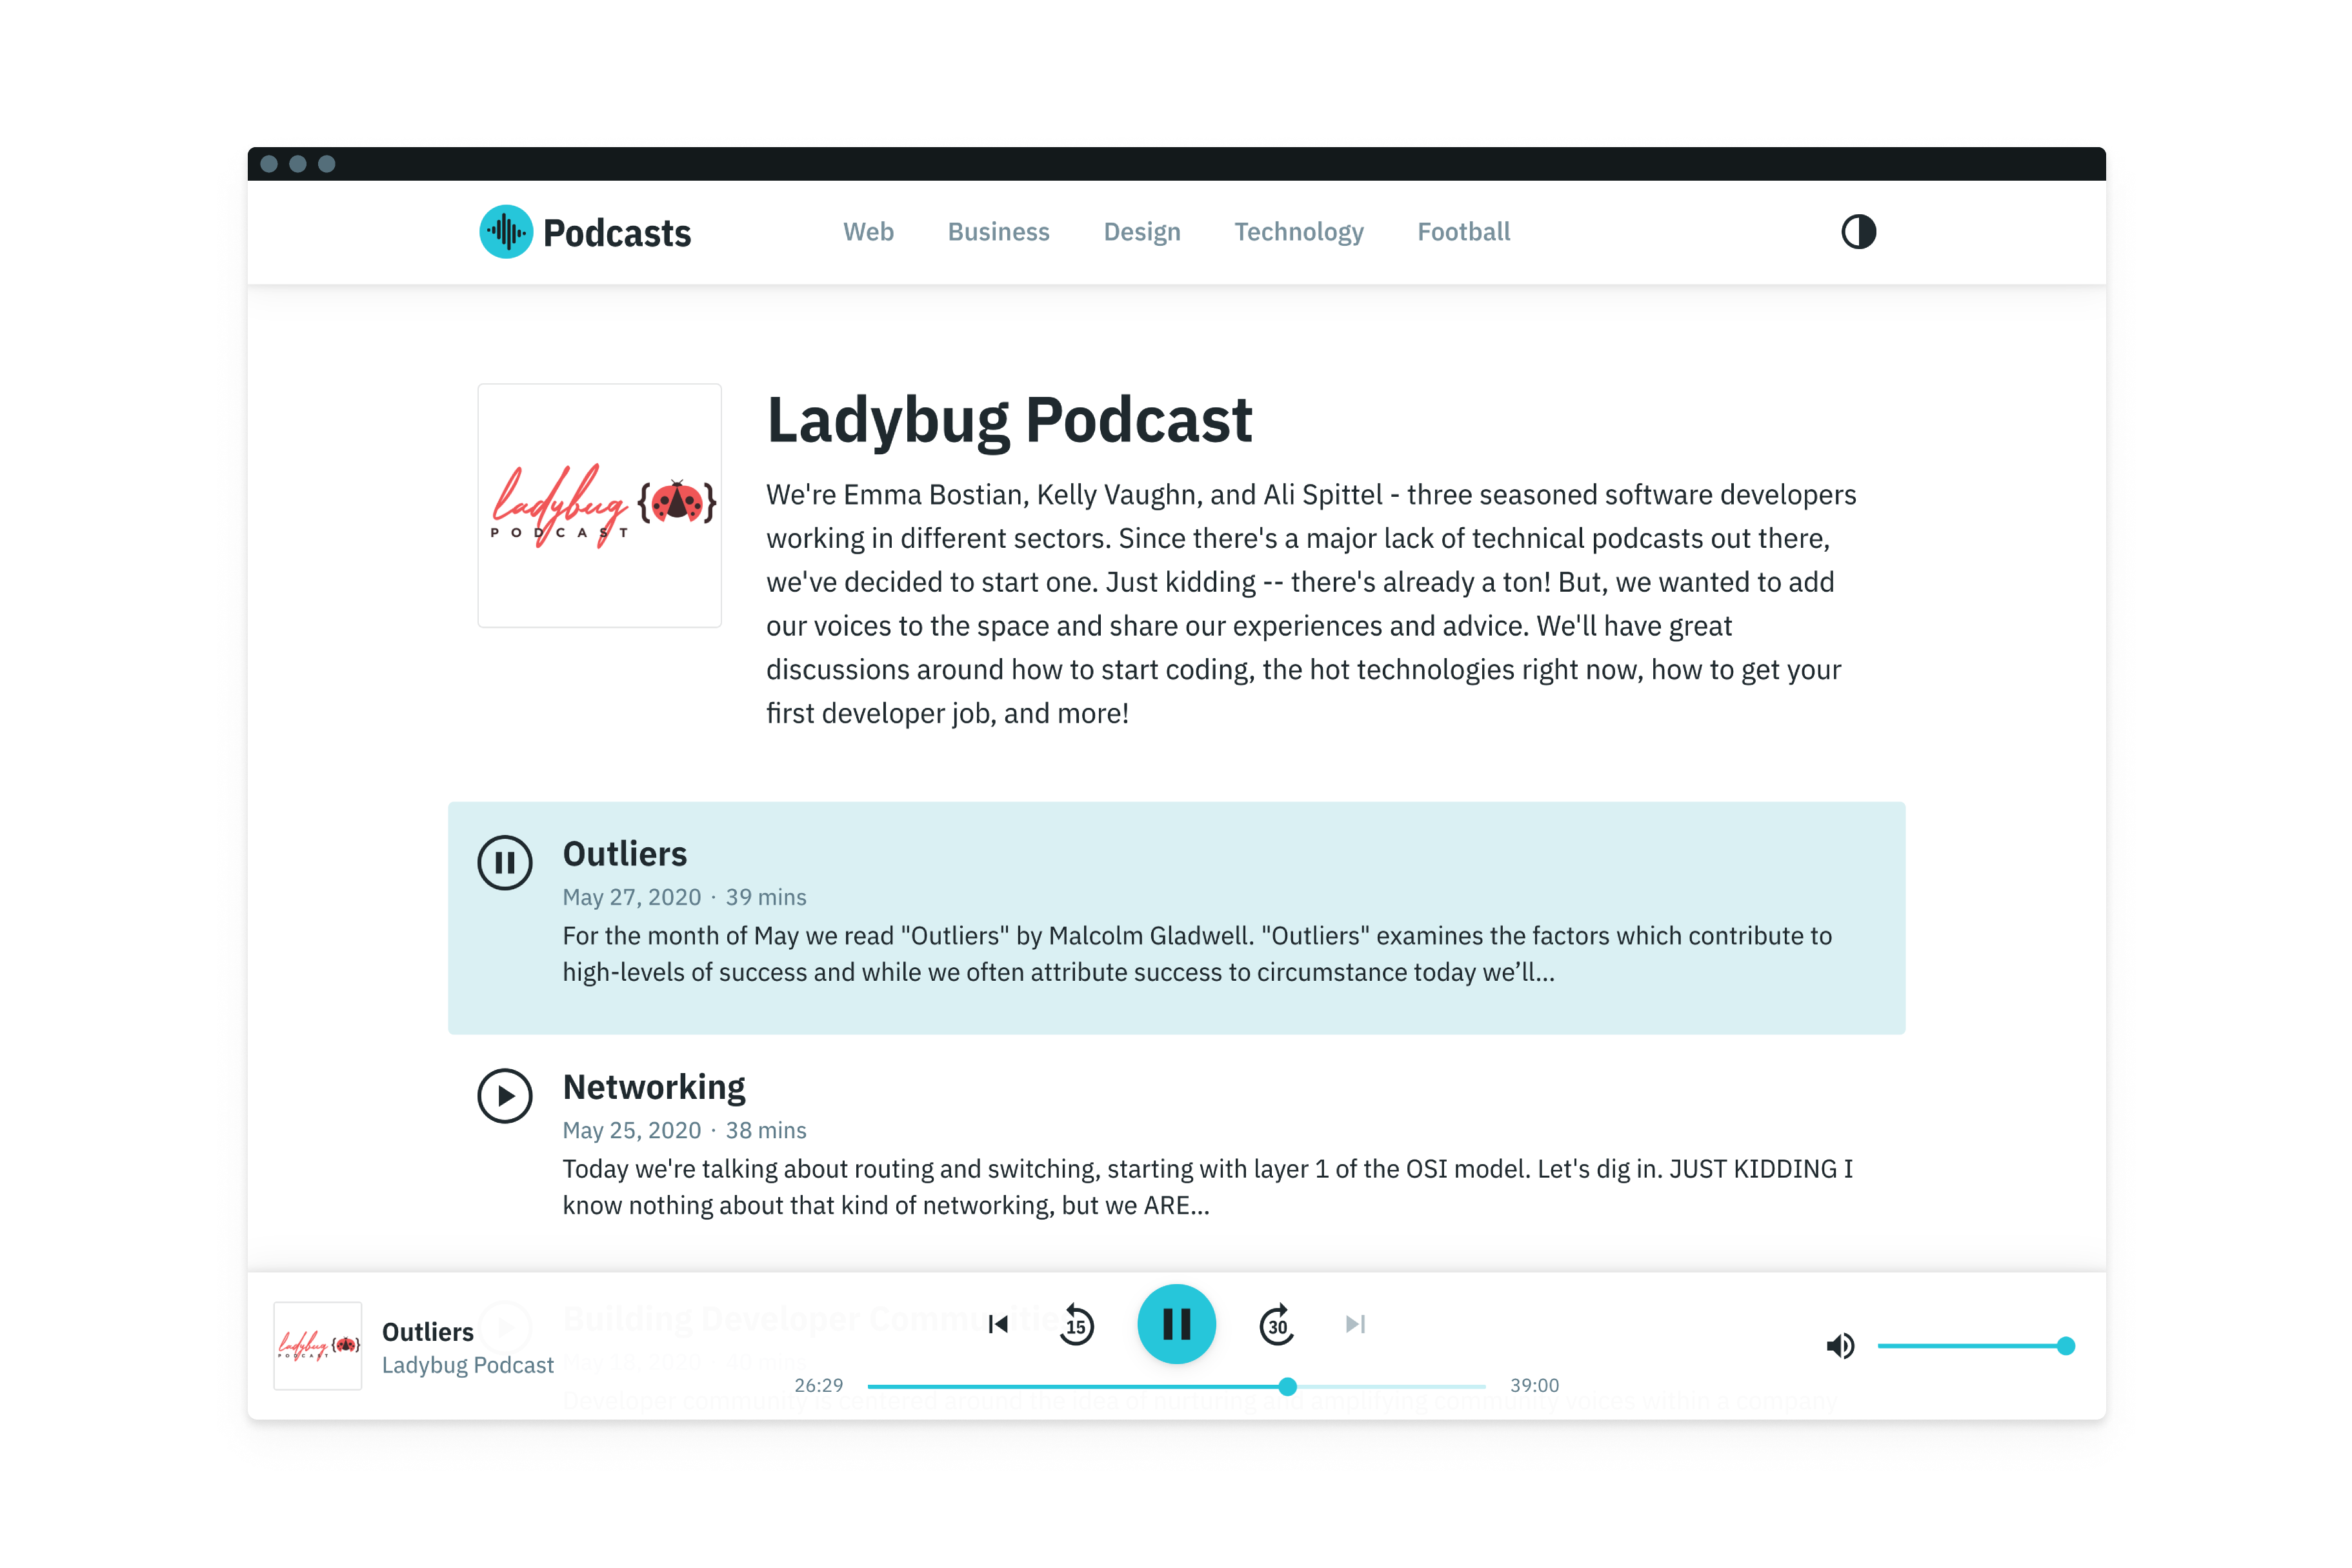 Podcasts
Web Business Design Technology Football
ladybug { }
PODCAST
Ladybug Podcast
We're Emma Bostian, Kelly Vaughn, and Ali Spittel - three seasoned software developers
working in different sectors. Since there's a major lack of technical podcasts out there,
we've decided to start one. Just kidding -- there's already a ton! But, we wanted to add
our voices to the space and share our experiences and advice. We'll have great
discussions around how to start coding, the hot technologies right now, how to get your
first developer job, and more!
Outliers
May 27, 2020 · 39 mins
For the month of May we read "Outliers" by Malcolm Gladwell. "Outliers" examines the factors which contribute to
high-levels of success and while we often attribute success to circumstance today we’ll...
Networking
May 25, 2020 · 38 mins
Today we're talking about routing and switching, starting with layer 1 of the OSI model. Let's dig in. JUST KIDDING I
know nothing about that kind of networking, but we ARE...
ladybug { }
PODCAST
Outliers
Ladybug Podcast
Building Developer Communities
15 30
26:29 39:00
Developer community is centered around the idea of nurturing and amplifying community voices within a company